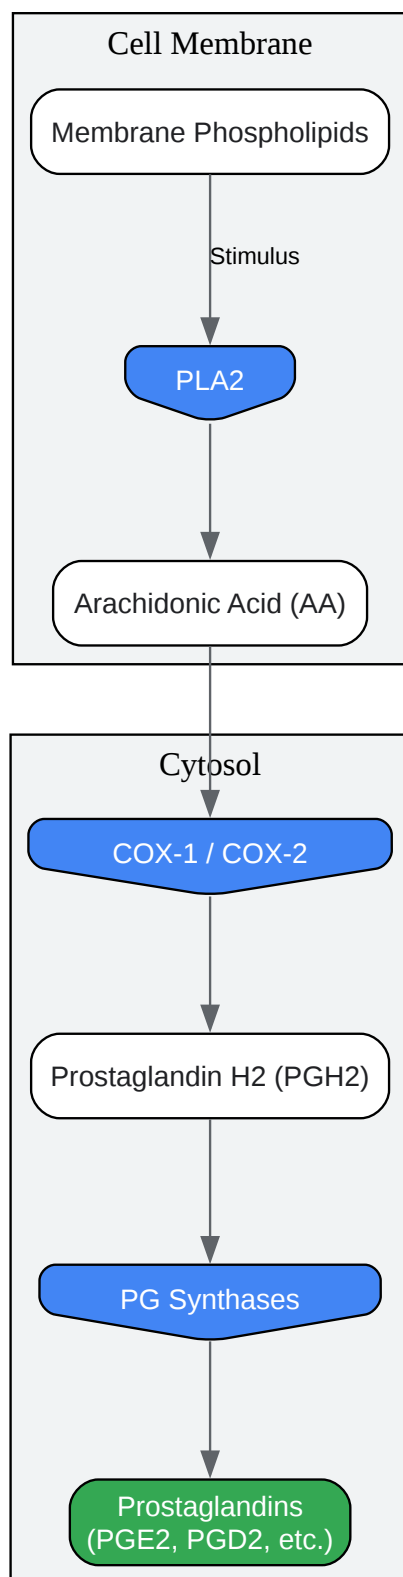 Cell Membrane
Membrane Phospholipids
Stimulus
PLA2
Arachidonic Acid (AA)
Cytosol
COX-1 / COX-2
Prostaglandin H2 (PGH2)
PG Synthases
Prostaglandins
(PGE2, PGD2, etc.)